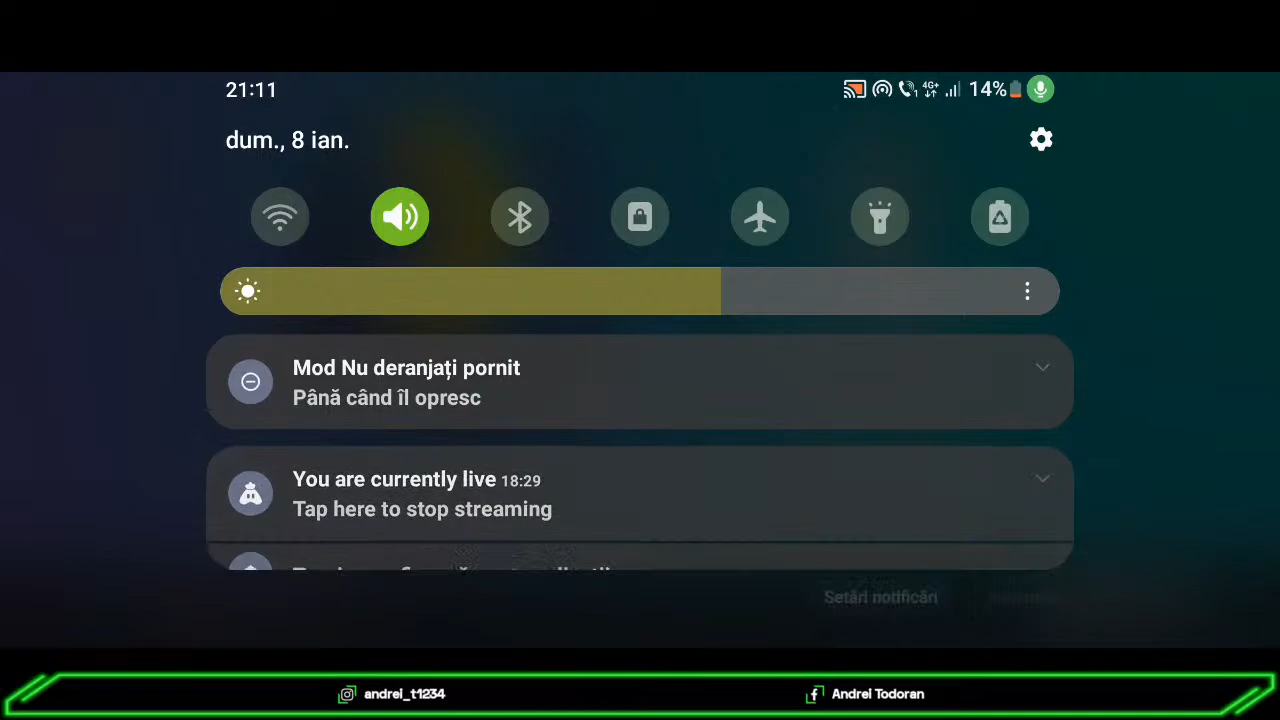 21:11
4G+ 14%
dum., 8 ian.
Mod Nu deranjați pornit
Până când îl opresc
You are currently live 18:29
Tap here to stop streaming
Setări notificări
andrei_t1234
Andrei Todoran